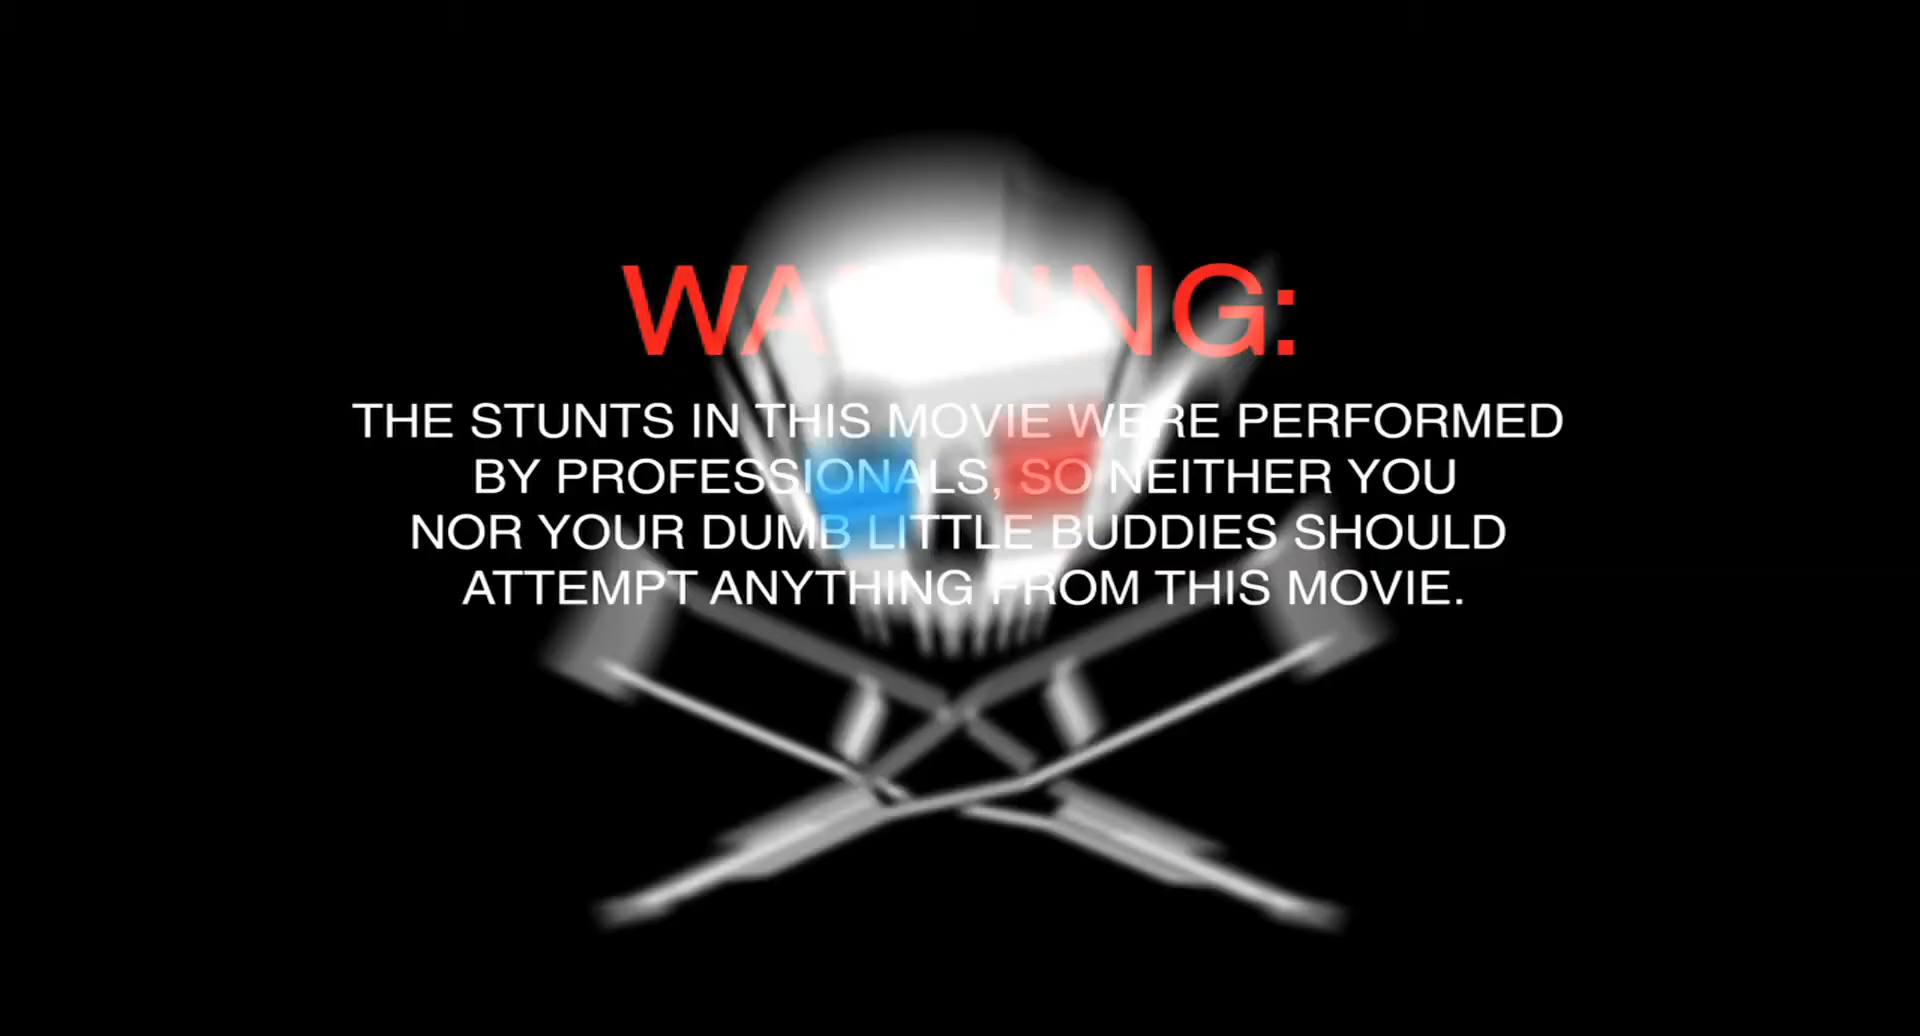 WARNING:
THE STUNTS IN THIS MOVIE WERE PERFORMED
BY PROFESSIONALS, SO NEITHER YOU
NOR YOUR DUMB LITTLE BUDDIES SHOULD
ATTEMPT ANYTHING FROM THIS MOVIE.